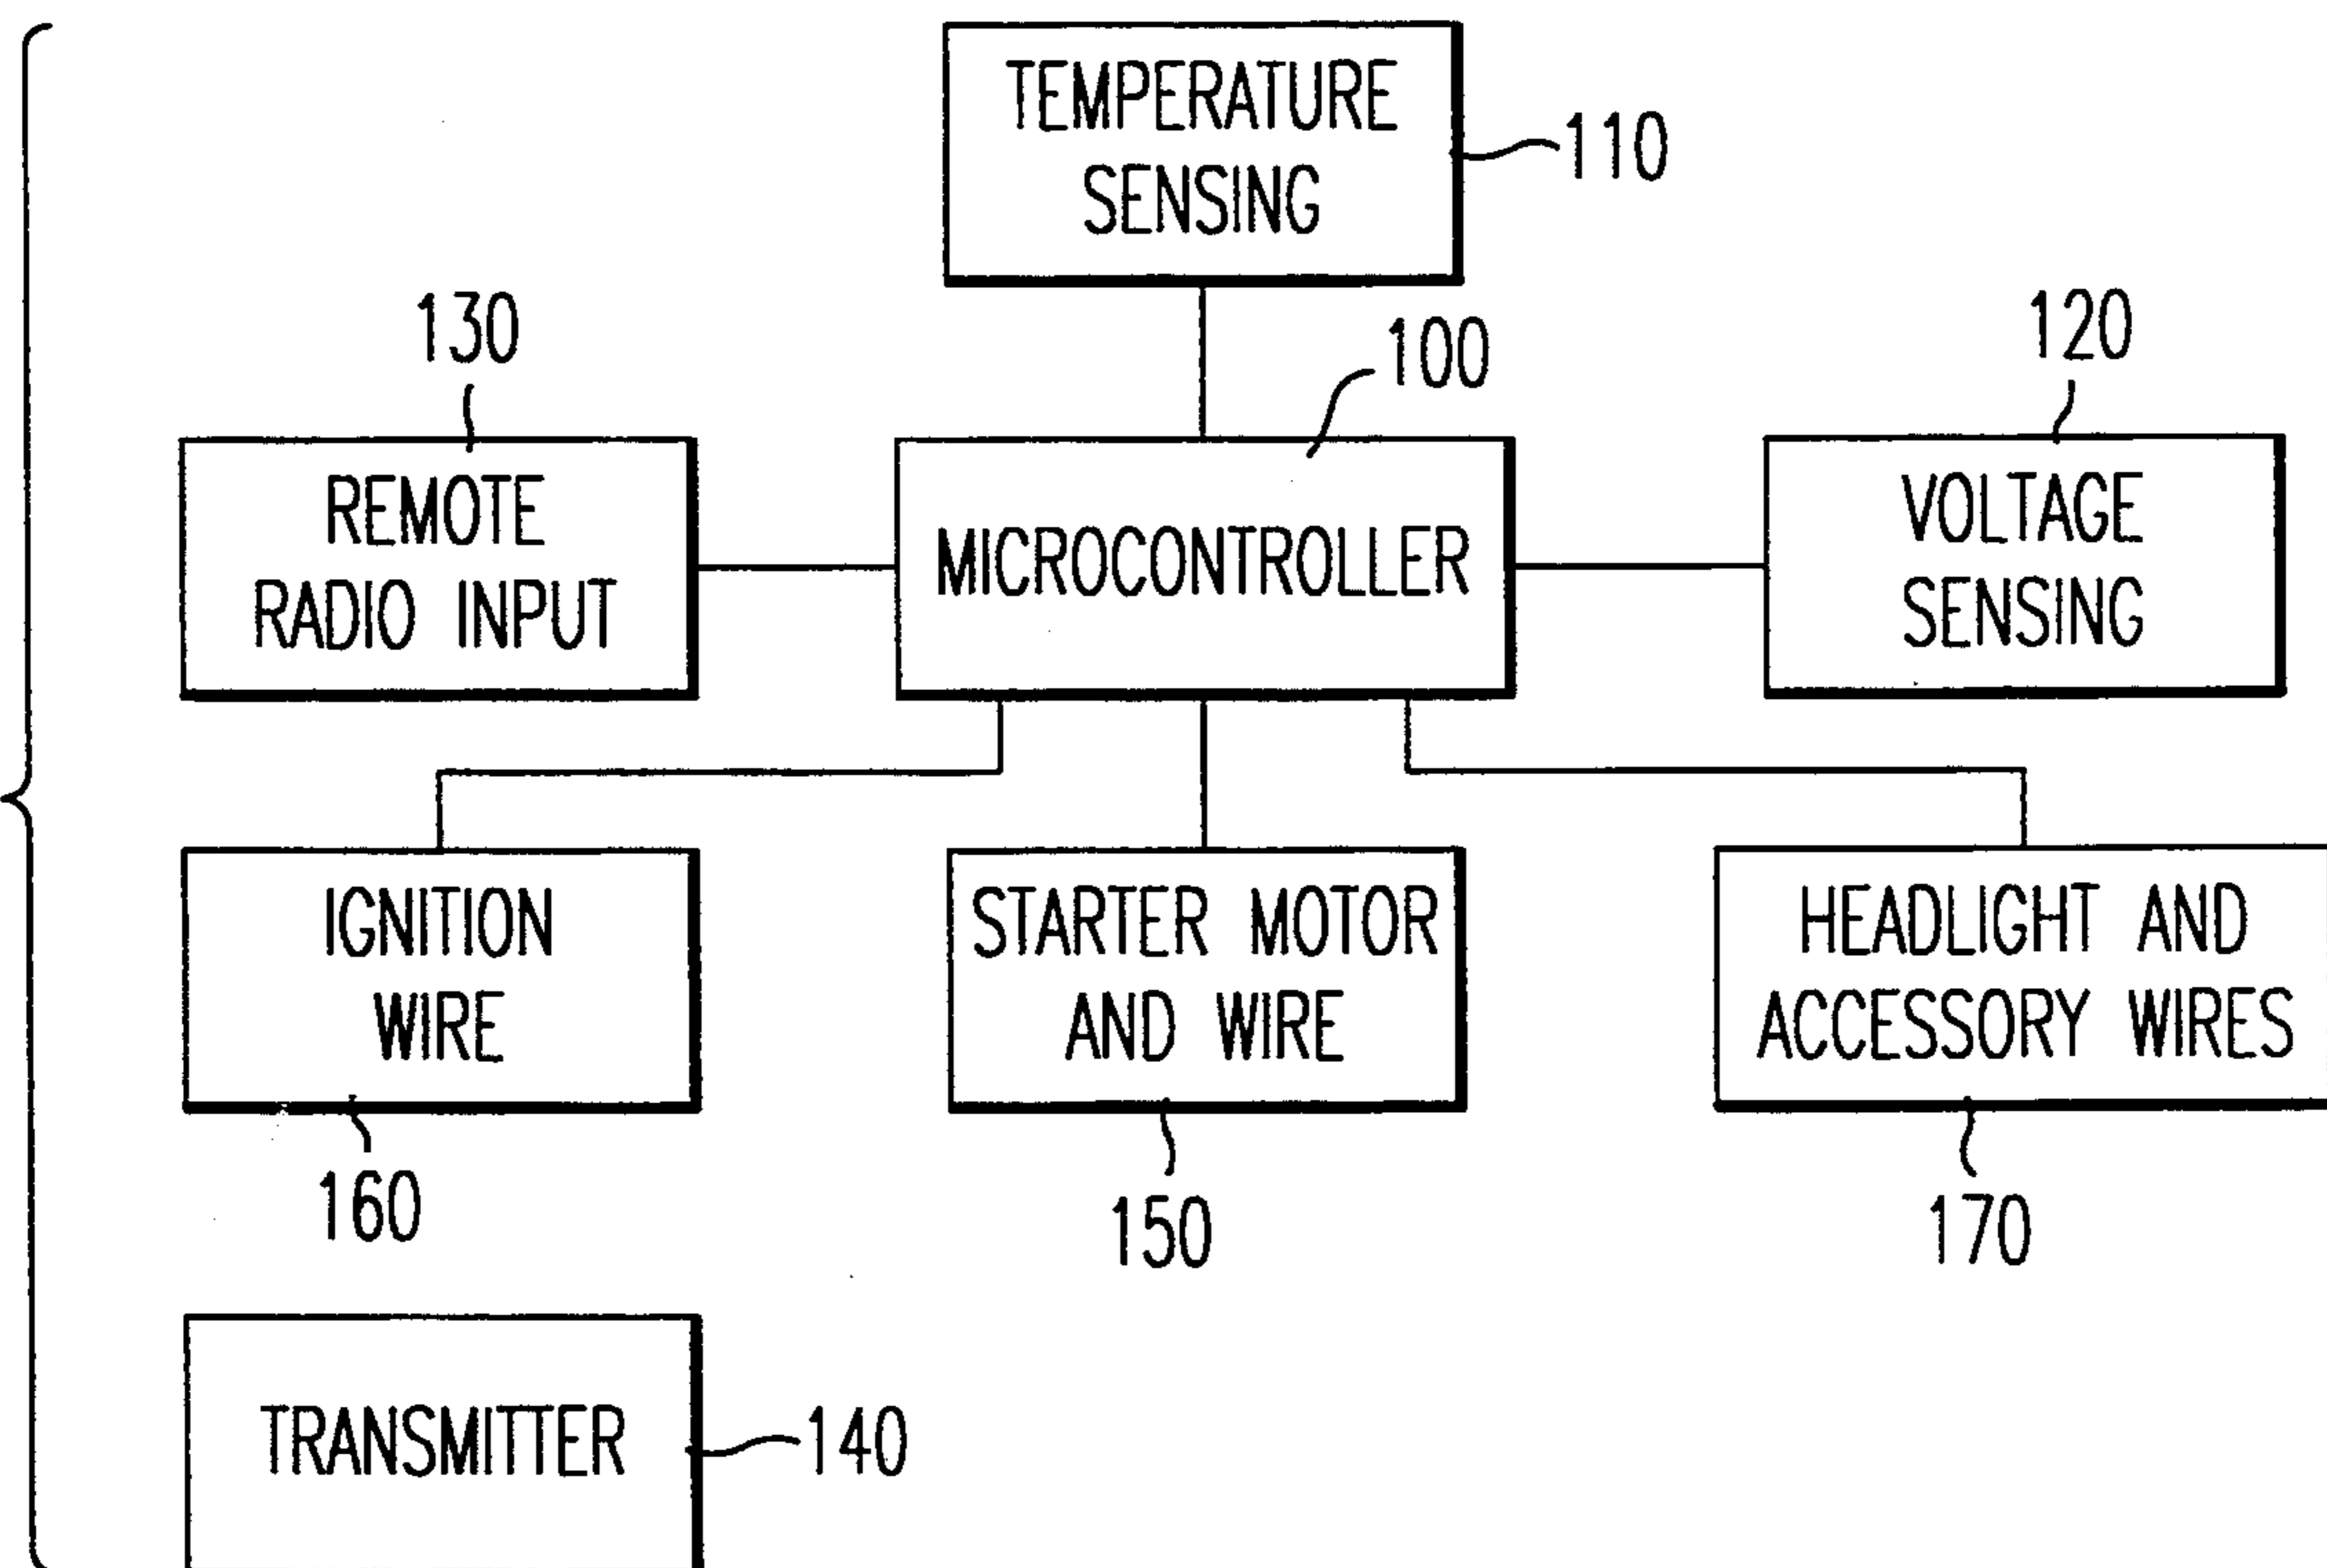 TEMPERATURE
SENSING
110
130
100
120
REMOTE
RADIO INPUT
MICROCONTROLLER
VOLTAGE
SENSING
IGNITION
WIRE
STARTER MOTOR
AND WIRE
HEADLIGHT AND
ACCESSORY WIRES
160
150
170
TRANSMITTER
140